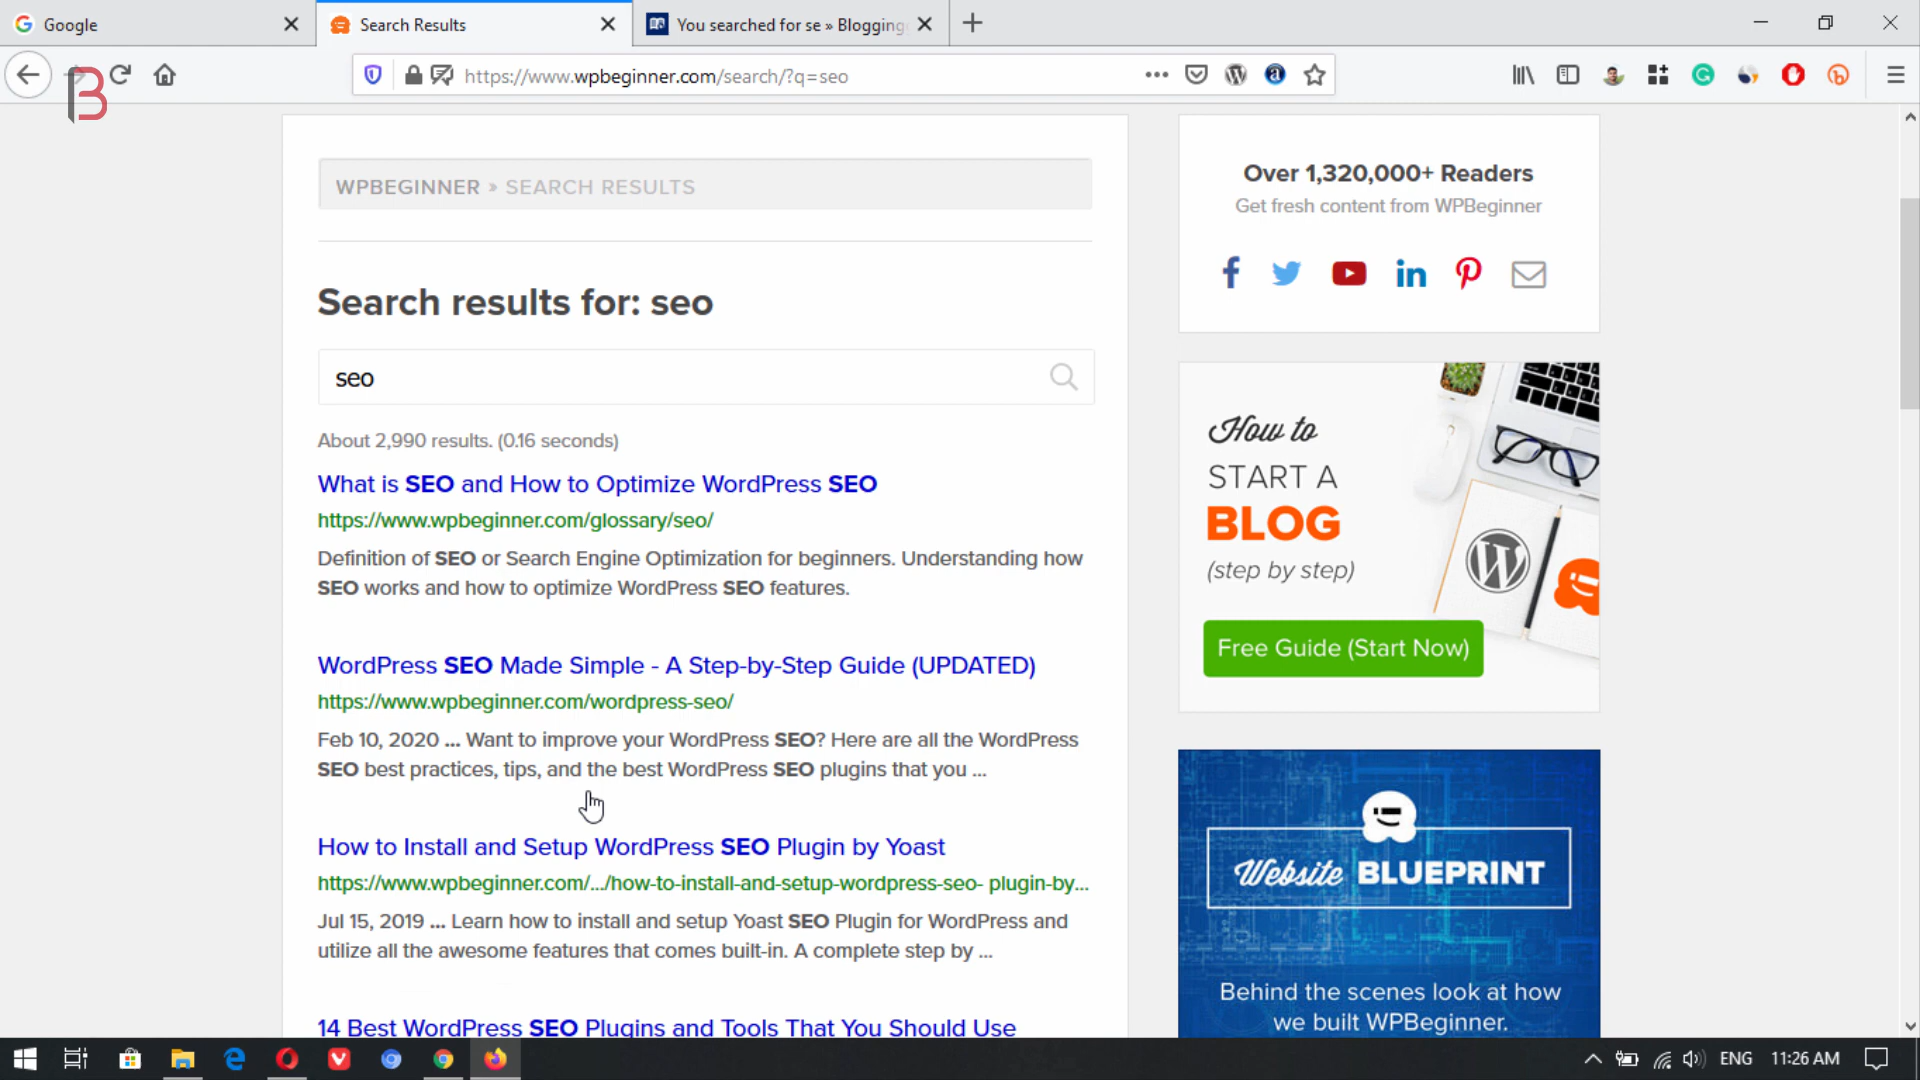 Google
Search Results
You searched for se » Blogging
https://www.wpbeginner.com/search/?q=seo
WPBEGINNER » SEARCH RESULTS
Search results for: seo
seo
About 2,990 results. (0.16 seconds)
What is SEO and How to Optimize WordPress SEO
https://www.wpbeginner.com/glossary/seo/
Definition of SEO or Search Engine Optimization for beginners. Understanding how
SEO works and how to optimize WordPress SEO features.
WordPress SEO Made Simple - A Step-by-Step Guide (UPDATED)
https://www.wpbeginner.com/wordpress-seo/
Feb 10, 2020 ... Want to improve your WordPress SEO? Here are all the WordPress
SEO best practices, tips, and the best WordPress SEO plugins that you ...
How to Install and Setup WordPress SEO Plugin by Yoast
https://www.wpbeginner.com/.../how-to-install-and-setup-wordpress-seo- plugin-by...
Jul 15, 2019 ... Learn how to install and setup Yoast SEO Plugin for WordPress and
utilize all the awesome features that comes built-in. A complete step by ...
14 Best WordPress SEO Plugins and Tools That You Should Use
Over 1,320,000+ Readers
Get fresh content from WPBeginner
How to
START A
BLOG
(step by step)
Free Guide (Start Now)
Website BLUEPRINT
Behind the scenes look at how
we built WPBeginner.
ENG 11:26 AM